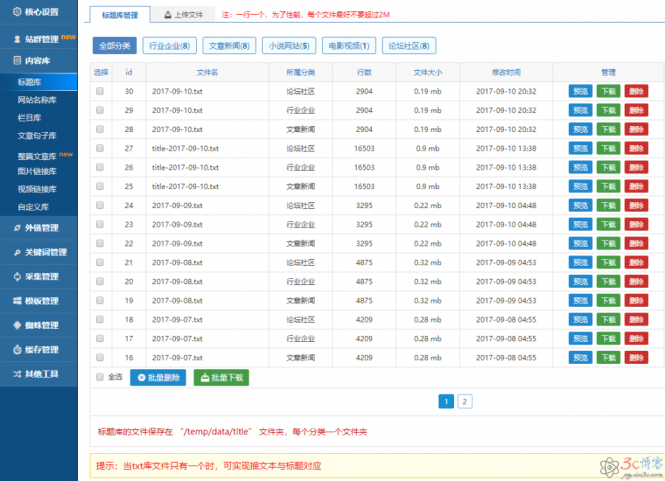 核心设置
站群管理 new
内容库
标题库
网站名称库
栏目库
文章句子库
整篇文章库 new
图片链接库
视频链接库
自定义库
外链管理
关键词管理
采集管理
模板管理
蜘蛛管理
缓存管理
其他工具
标题库管理 上传文件 注：一行一个，为了性能，每个文件最好不要超过2M
全部分类 行业企业(8) 文章新闻(8) 小说网站(5) 电影视频(1) 论坛社区(8)
选择 id 文件名 所属分类 行数 文件大小 修改时间 管理
30 2017-09-10.txt 论坛社区 2904 0.19 mb 2017-09-10 20:32 预览 下载 删除
29 2017-09-10.txt 行业企业 2904 0.19 mb 2017-09-10 20:32 预览 下载 删除
28 2017-09-10.txt 文章新闻 2904 0.19 mb 2017-09-10 20:32 预览 下载 删除
27 title-2017-09-10.txt 论坛社区 16503 0.9 mb 2017-09-10 13:38 预览 下载 删除
26 title-2017-09-10.txt 行业企业 16503 0.9 mb 2017-09-10 13:38 预览 下载 删除
25 title-2017-09-10.txt 文章新闻 16503 0.9 mb 2017-09-10 13:38 预览 下载 删除
24 2017-09-09.txt 论坛社区 3295 0.22 mb 2017-09-10 04:48 预览 下载 删除
23 2017-09-09.txt 行业企业 3295 0.22 mb 2017-09-10 04:48 预览 下载 删除
22 2017-09-09.txt 文章新闻 3295 0.22 mb 2017-09-10 04:48 预览 下载 删除
21 2017-09-08.txt 论坛社区 4875 0.32 mb 2017-09-09 04:53 预览 下载 删除
20 2017-09-08.txt 行业企业 4875 0.32 mb 2017-09-09 04:53 预览 下载 删除
19 2017-09-08.txt 文章新闻 4875 0.32 mb 2017-09-09 04:53 预览 下载 删除
18 2017-09-07.txt 论坛社区 4209 0.28 mb 2017-09-08 04:55 预览 下载 删除
17 2017-09-07.txt 行业企业 4209 0.28 mb 2017-09-08 04:55 预览 下载 删除
16 2017-09-07.txt 文章新闻 4209 0.28 mb 2017-09-08 04:55 预览 下载 删除
全选 批量删除 批量下载
1 2
标题库的文件保存在 "/temp/data/title" 文件夹，每个分类一个文件夹
提示：当txt库文件只有一个时，可实现描文本与标题对应
3c博客